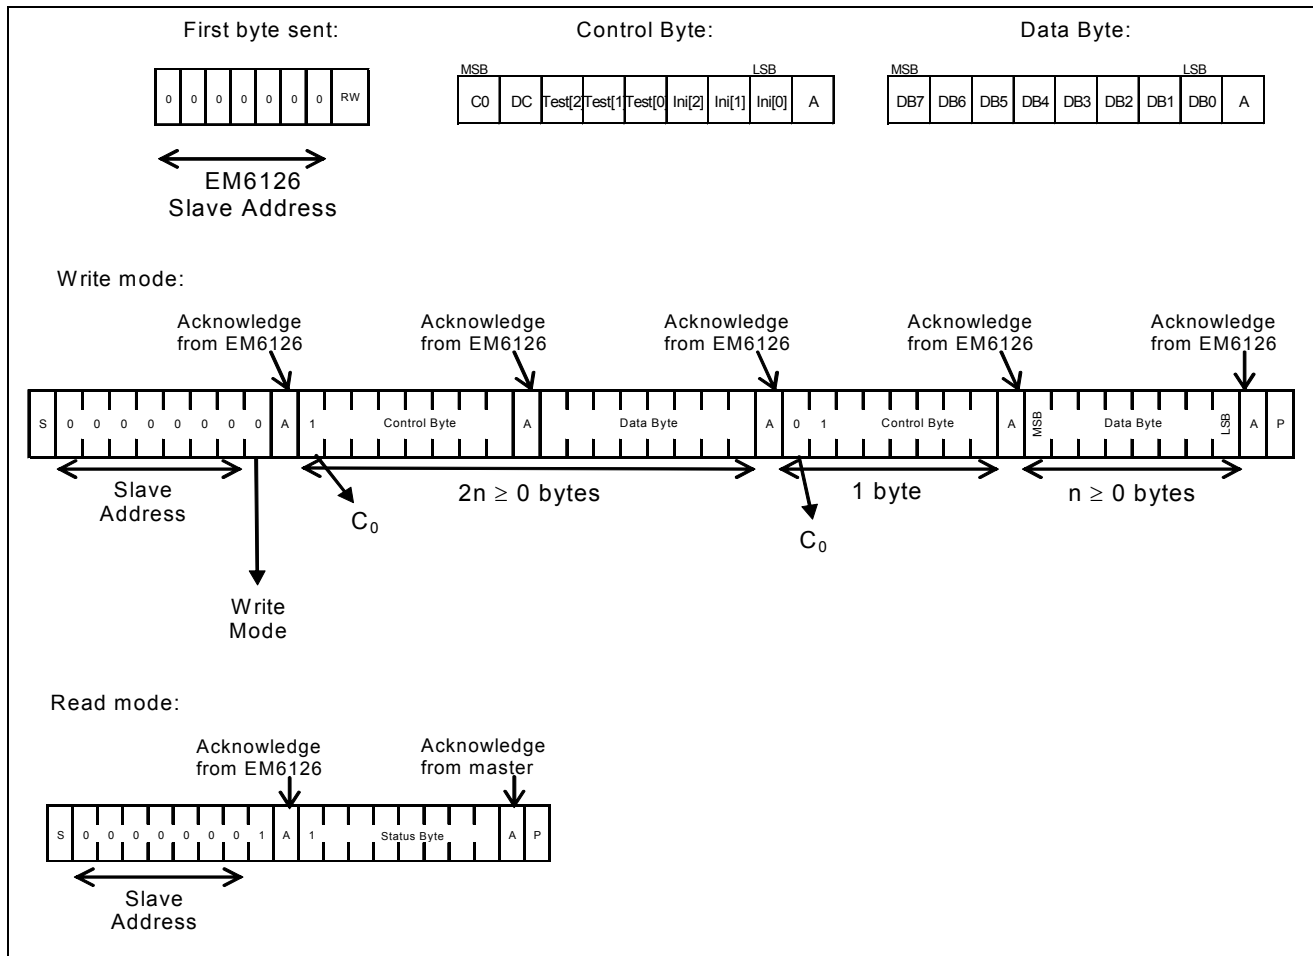 First byte sent:
Control Byte:
Data Byte:
MSB
LSB
MSB
LSB
0 0 0 0 0 0 0 RW
C0 DC Test[2] Test[1] Test[0] Ini[2] Ini[1] Ini[0] A
DB7 DB6 DB5 DB4 DB3 DB2 DB1 DB0 A
EM6126
Slave Address
Write mode:
Acknowledge
from EM6126
Acknowledge
from EM6126
Acknowledge
from EM6126
Acknowledge
from EM6126
Acknowledge
from EM6126
S 0 0 0 0 0 0 0 0 A 1 Control Byte A Data Byte A 0 1 Control Byte A MSB Data Byte LSB A P
Slave
Address
2n ≥ 0 bytes
1 byte
n ≥ 0 bytes
C0
C0
Write
Mode
Read mode:
Acknowledge
from EM6126
Acknowledge
from master
S 0 0 0 0 0 0 0 1 A 1 Status Byte A P
Slave
Address